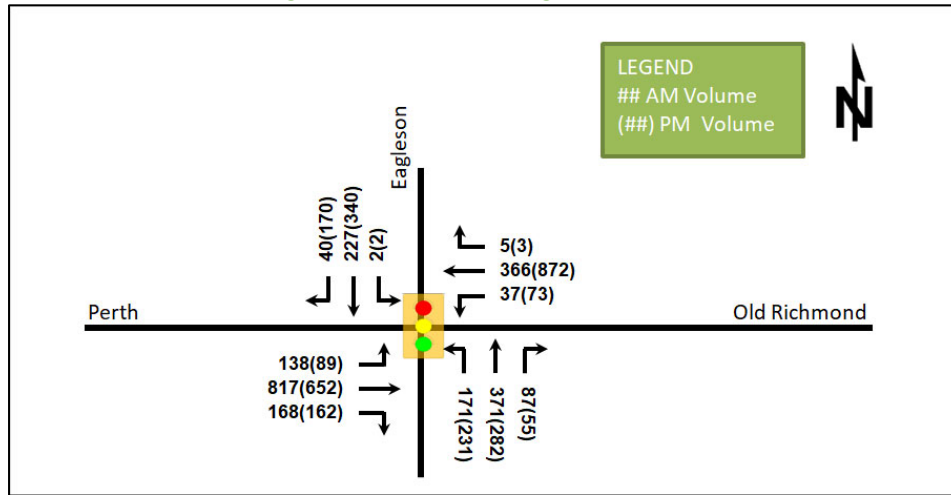 LEGEND
## AM Volume
(##) PM Volume
N
Eagleson
40(170)
227(340)
2(2)
5(3)
366(872)
37(73)
Perth
Old Richmond
138(89)
817(652)
168(162)
171(231)
371(282)
87(55)